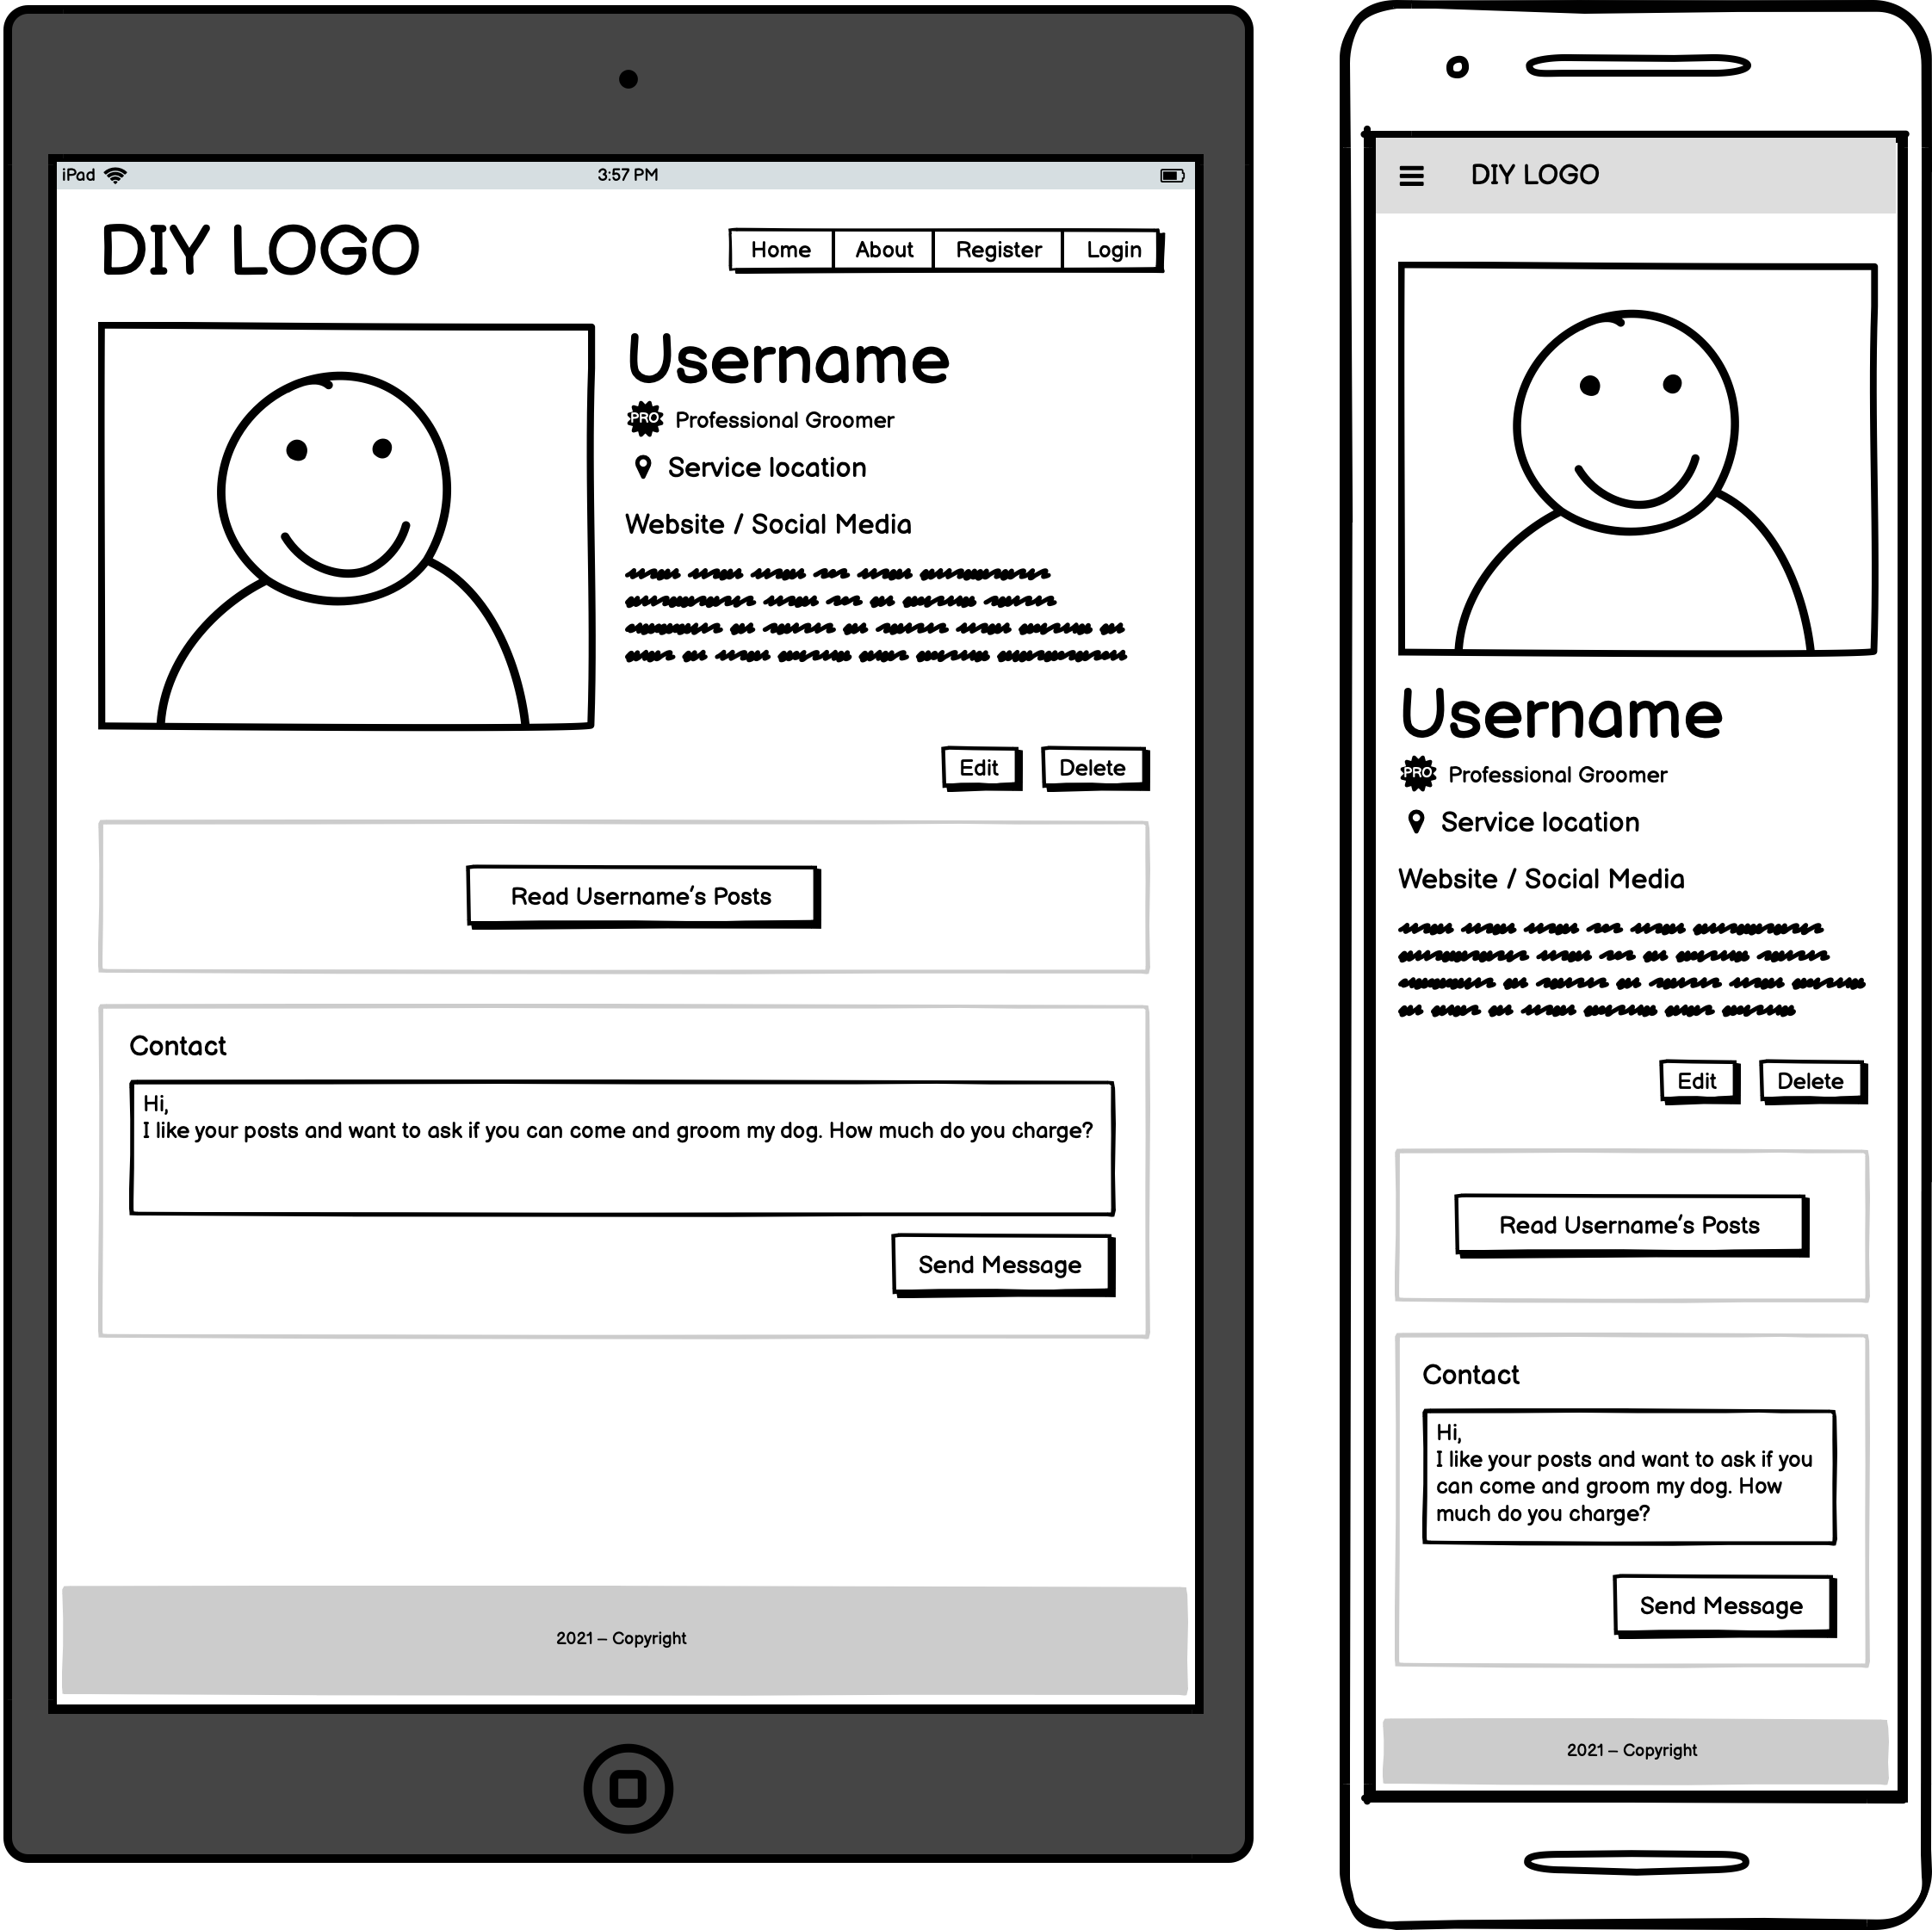 iPad 3:57 PM
DIY LOGO
Home About Register Login
Username
PRO Professional Groomer
Service location
Website / Social Media
Edit Delete
Read Username's Posts
Contact
Hi,
I like your posts and want to ask if you can come and groom my dog. How much do you charge?
Send Message
2021 – Copyright
DIY LOGO
Username
PRO Professional Groomer
Service location
Website / Social Media
Edit Delete
Read Username's Posts
Contact
Hi,
I like your posts and want to ask if you
can come and groom my dog. How
much do you charge?
Send Message
2021 – Copyright